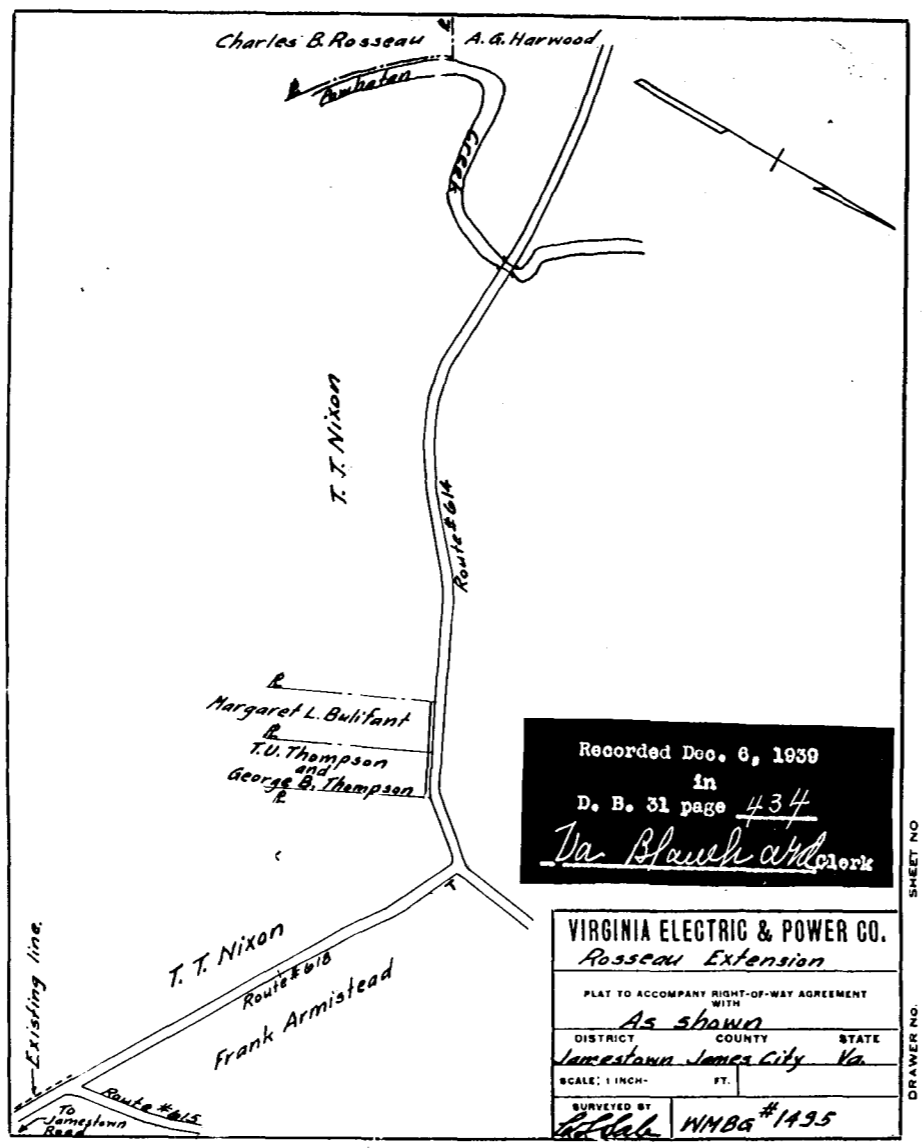 Charles B. Rosseau
A. G. Harwood
Powhatan
Creek
T. T. Nixon
Route #614
Margaret L. Bulifant
T.U. Thompson
and
George B. Thompson
Recorded Dec. 6, 1939
in
D. B. 31 page 434
Va Blanchard Clerk
T. T. Nixon
Route #618
Frank Armistead
Existing line.
Route #615
To
Jamestown
Road
VIRGINIA ELECTRIC & POWER CO.
Rosseau Extension
PLAT TO ACCOMPANY RIGHT-OF-WAY AGREEMENT
WITH
As shown
DISTRICT COUNTY STATE
Jamestown James City Va.
SCALE: 1 INCH- FT.
SURVEYED BY
WMBG #1495
SHEET NO
DRAWER NO.